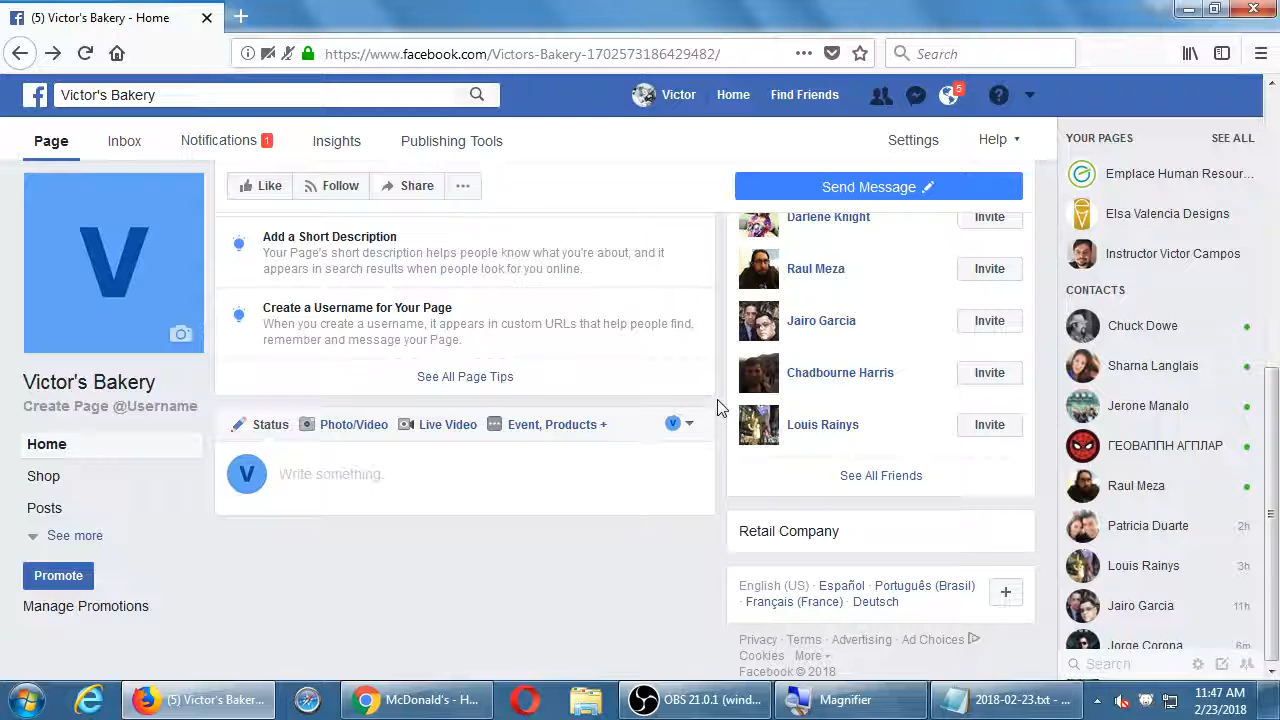 (5) Victor's Bakery - Home
https://www.facebook.com/Victors-Bakery-1702573186429482/
Search
Victor's Bakery
Victor
Home
Find Friends
5
Page
Inbox
Notifications 1
Insights
Publishing Tools
Settings
Help
Like
Follow
Share
Send Message
V
Victor's Bakery
Create Page @Username
Home
Shop
Posts
See more
Promote
Manage Promotions
Add a Short Description
Your Page's short description helps people know what you're about, and it
appears in search results when people look for you online.
Create a Username for Your Page
When you create a username, it appears in custom URLs that help people find,
remember and message your Page.
See All Page Tips
Status
Photo/Video
Live Video
Event, Products +
V
V
Write something...
Darlene Knight
Invite
Raul Meza
Invite
Jairo Garcia
Invite
Chadbourne Harris
Invite
Louis Rainys
Invite
See All Friends
Retail Company
English (US) · Español · Português (Brasil)
· Français (France) · Deutsch
Privacy · Terms · Advertising · Ad Choices
Cookies · More
Facebook © 2018
YOUR PAGES
SEE ALL
Emplace Human Resour...
Elsa Valencia Designs
Instructor Victor Campos
CONTACTS
Chuck Dowe
Sharna Langlais
Jerone Manalo
ГЕОВАППН АГГПЛАР
Raul Meza
Patricia Duarte 2h
Louis Rainys 3h
Jairo Garcia 11h
Jorge Corona 6m
Search
(5) Victor's Baker...
McDonald's - H...
OBS 21.0.1 (wind...
Magnifier
2018-02-23.txt - ...
11:47 AM
2/23/2018